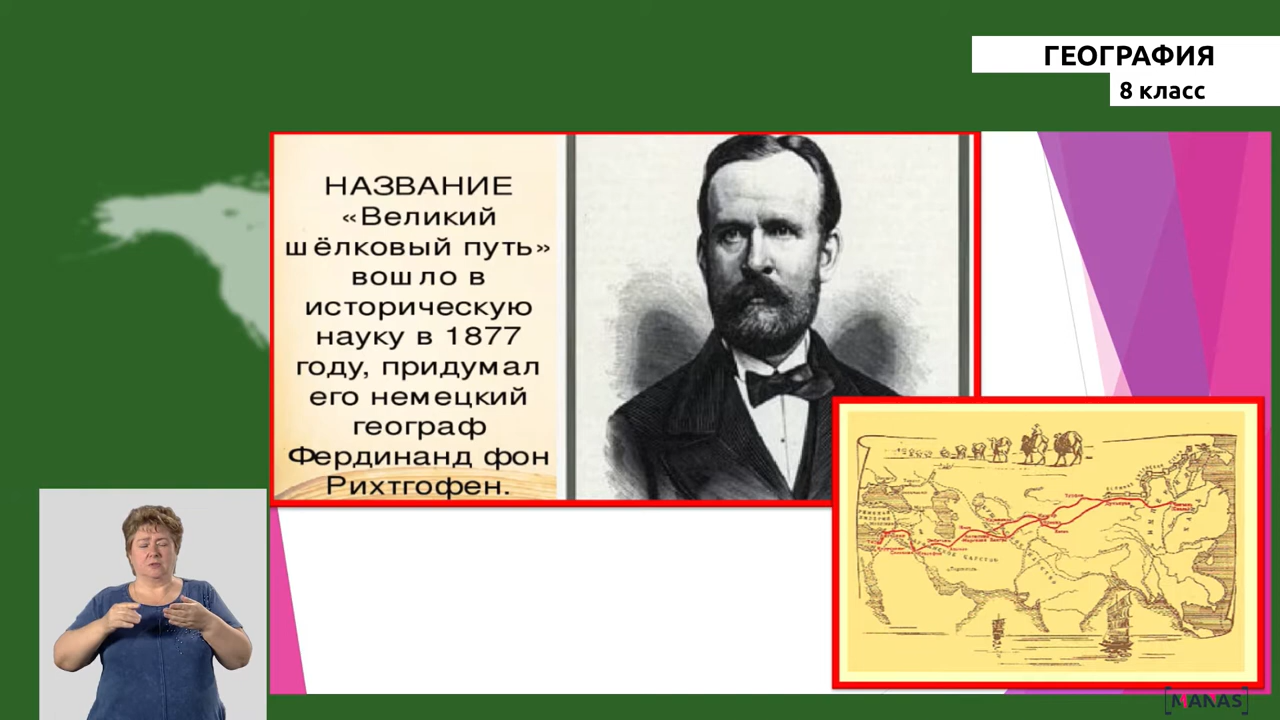 ГЕОГРАФИЯ
8 класс
НАЗВАНИЕ
«Великий
шёлковый путь»
вошло в
историческую
науку в 1877
году, придумал
его немецкий
географ
Фердинанд фон
Рихтгофен.
MANAS